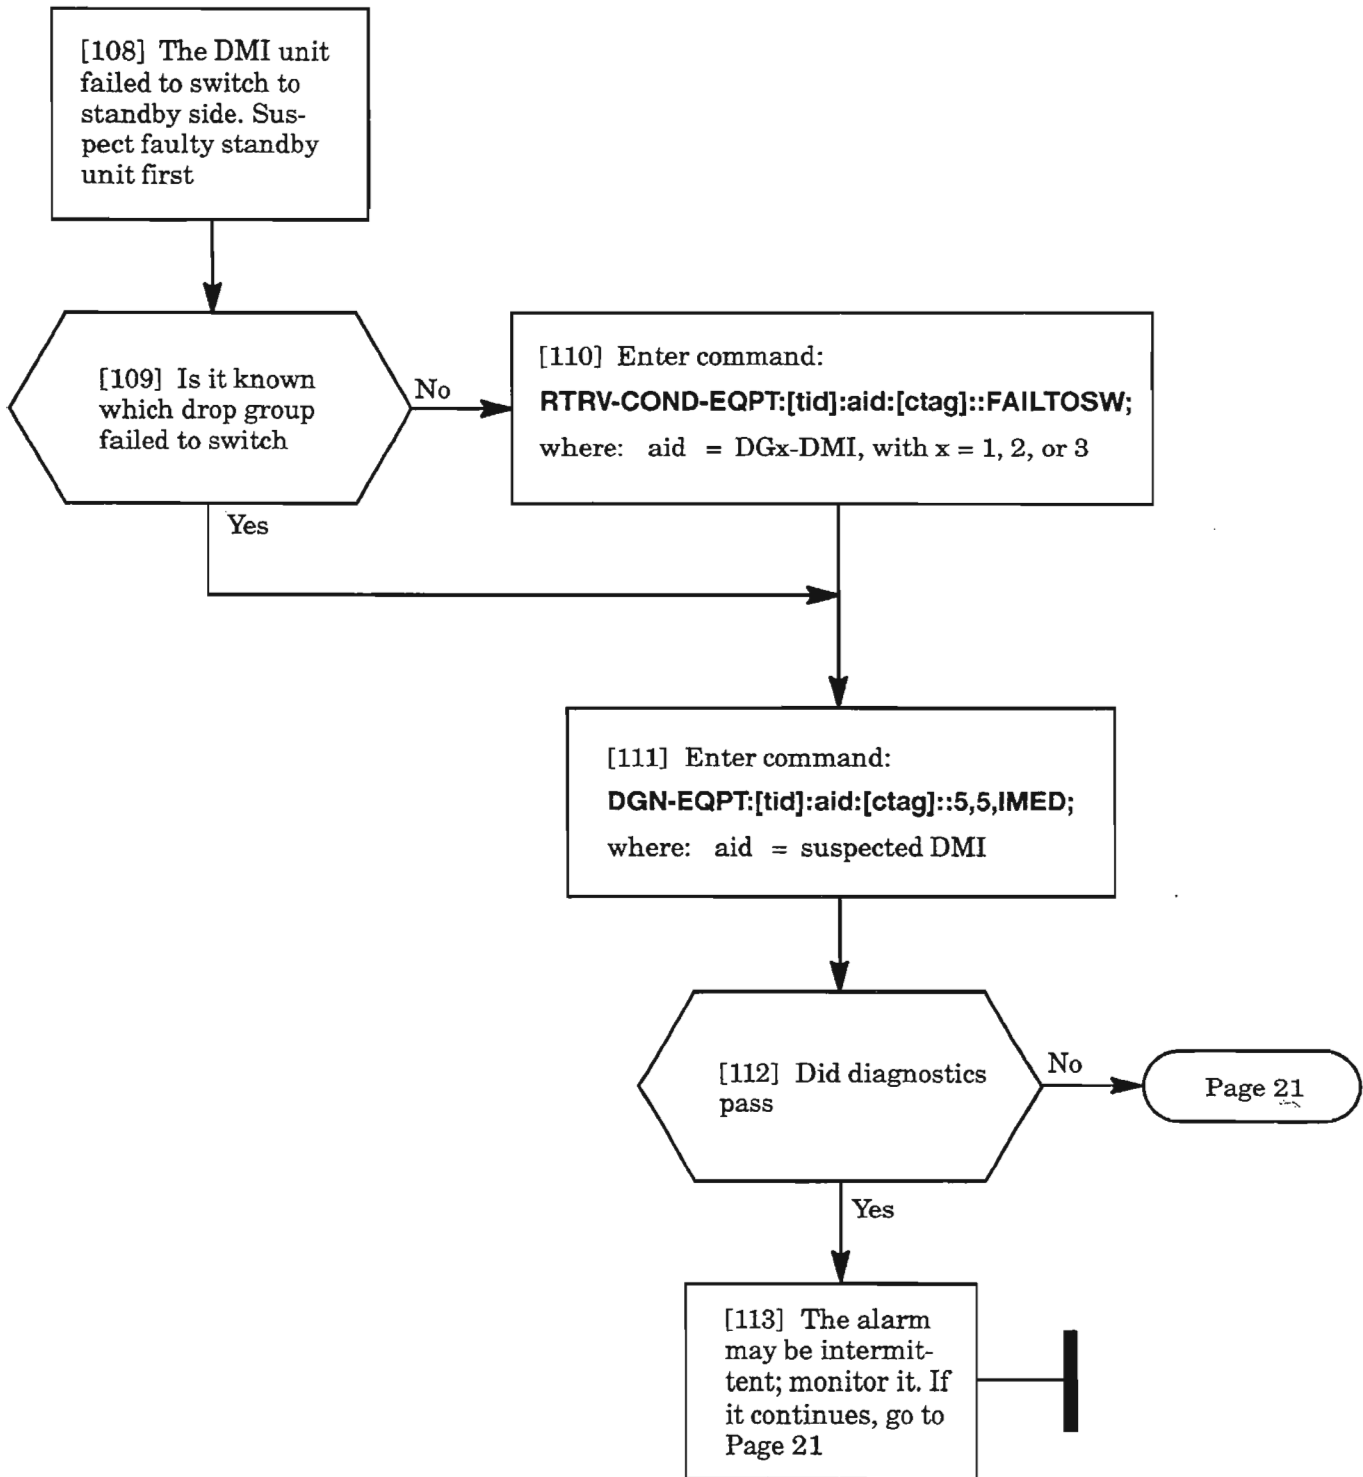 [108] The DMI unit
failed to switch to
standby side. Sus-
pect faulty standby
unit first
[109] Is it known
which drop group
failed to switch
No
Yes
[110] Enter command:
RTRV-COND-EQPT:[tid]:aid:[ctag]::FAILTOSW;
where: aid = DGx-DMI, with x = 1, 2, or 3
[111] Enter command:
DGN-EQPT:[tid]:aid:[ctag]::5,5,IMED;
where: aid = suspected DMI
[112] Did diagnostics
pass
No
Page 21
Yes
[113] The alarm
may be intermit-
tent; monitor it. If
it continues, go to
Page 21